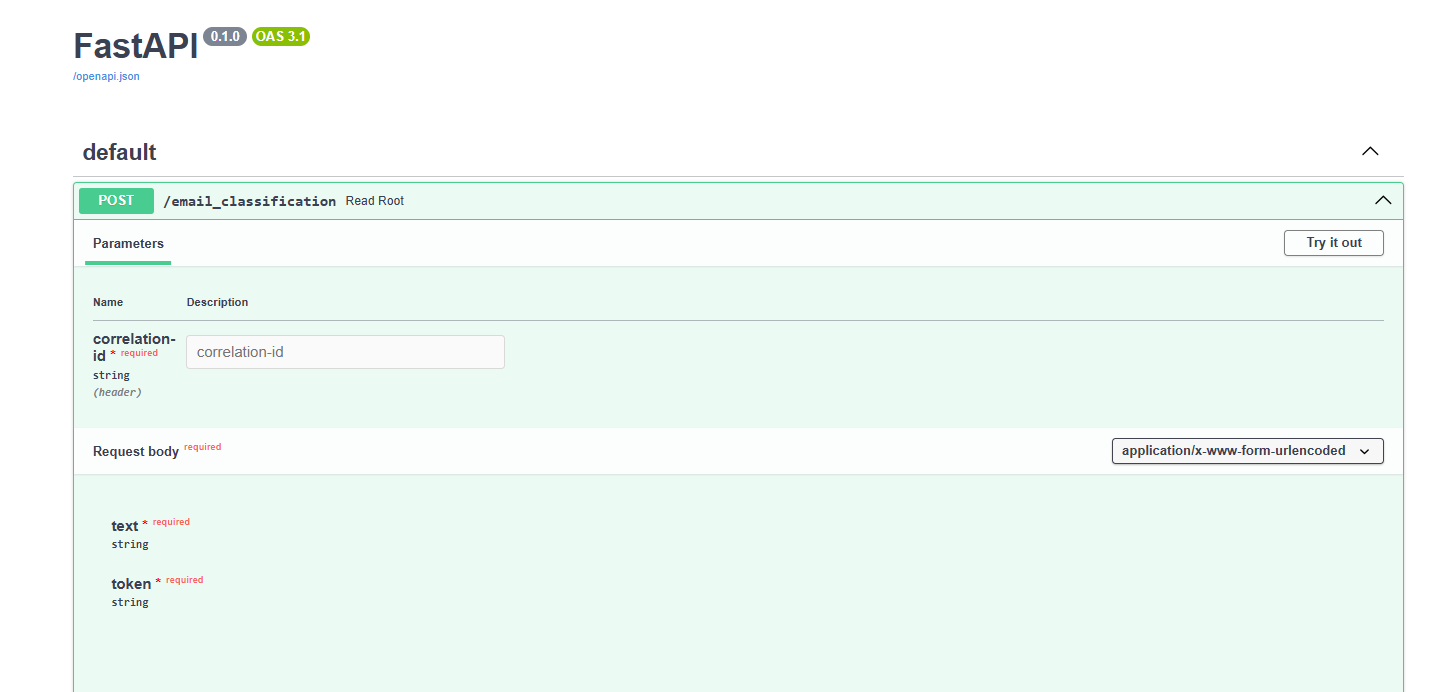 FastAPI 0.1.0 OAS 3.1
/openapi.json
default
POST /email_classification Read Root
Parameters
Try it out
Name Description
correlation-
id * required
string
(header)
correlation-id
Request body required
application/x-www-form-urlencoded
text * required
string
token * required
string